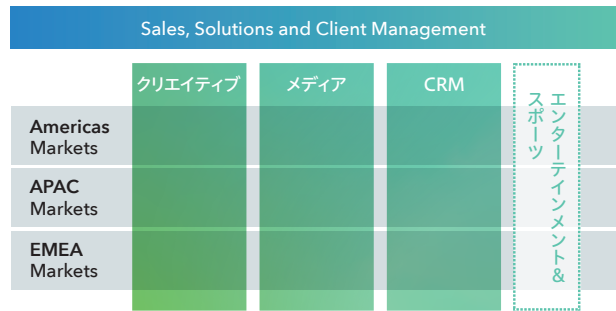 Sales, Solutions and Client Management
クリエイティブ
メディア
CRM
エンターテインメント&
スポーツ
Americas
Markets
APAC
Markets
EMEA
Markets